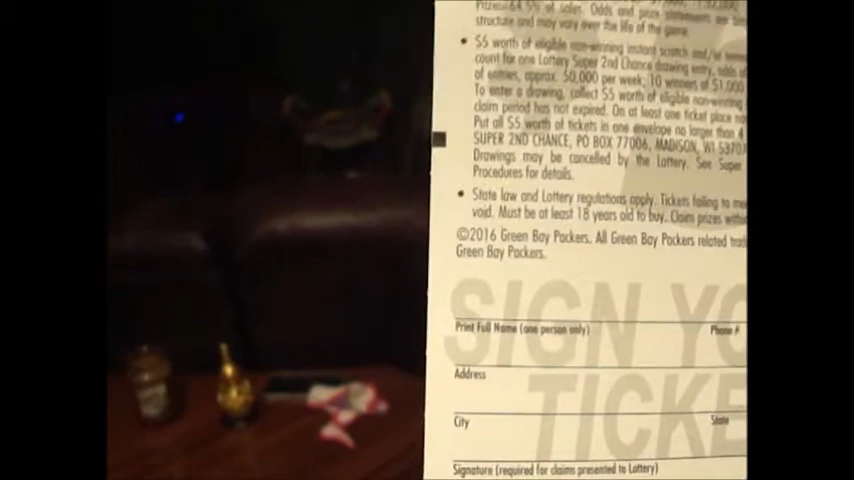 Prizes: 64.5% of sales. Odds and prize
structure and may vary over the life of the game.
• $5 worth of eligible non-winning instant scratch and/or
count for one Lottery Super 2nd Chance drawing entry, odds of
of entries, approx. 50,000 per week; 10 winners of $1,000
To enter a drawing, collect $5 worth of eligible non-winning
claim period has not expired. On at least one ticket place
Put all $5 worth of tickets in one envelope no larger than 4
SUPER 2ND CHANCE, PO BOX 77006, MADISON, WI 53707
Drawings may be cancelled by the Lottery. See Super
Procedures for details.
• State law and Lottery regulations apply. Tickets failing to
void. Must be at least 18 years old to buy. Claim prizes
©2016 Green Bay Packers. All Green Bay Packers related
Green Bay Packers.
SIGN YO
TICKE
Print Full Name (one person only) Phone #
Address
City State
Signature (required for claims presented to Lottery)